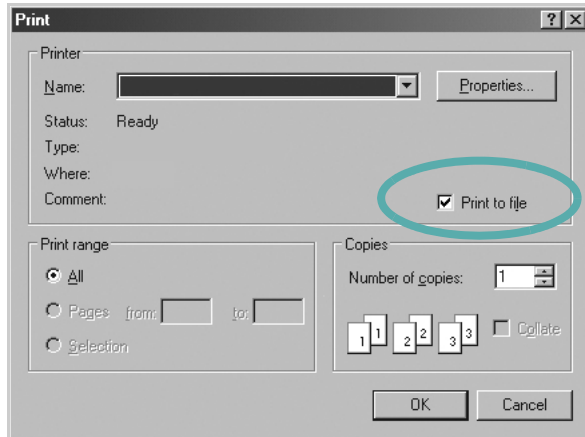 Print
Printer
Name:
Properties...
Status: Ready
Type:
Where:
Comment:
Print to file
Print range
All
Pages from: to:
Selection
Copies
Number of copies: 1
1 1 2 2 3 3
Collate
OK Cancel